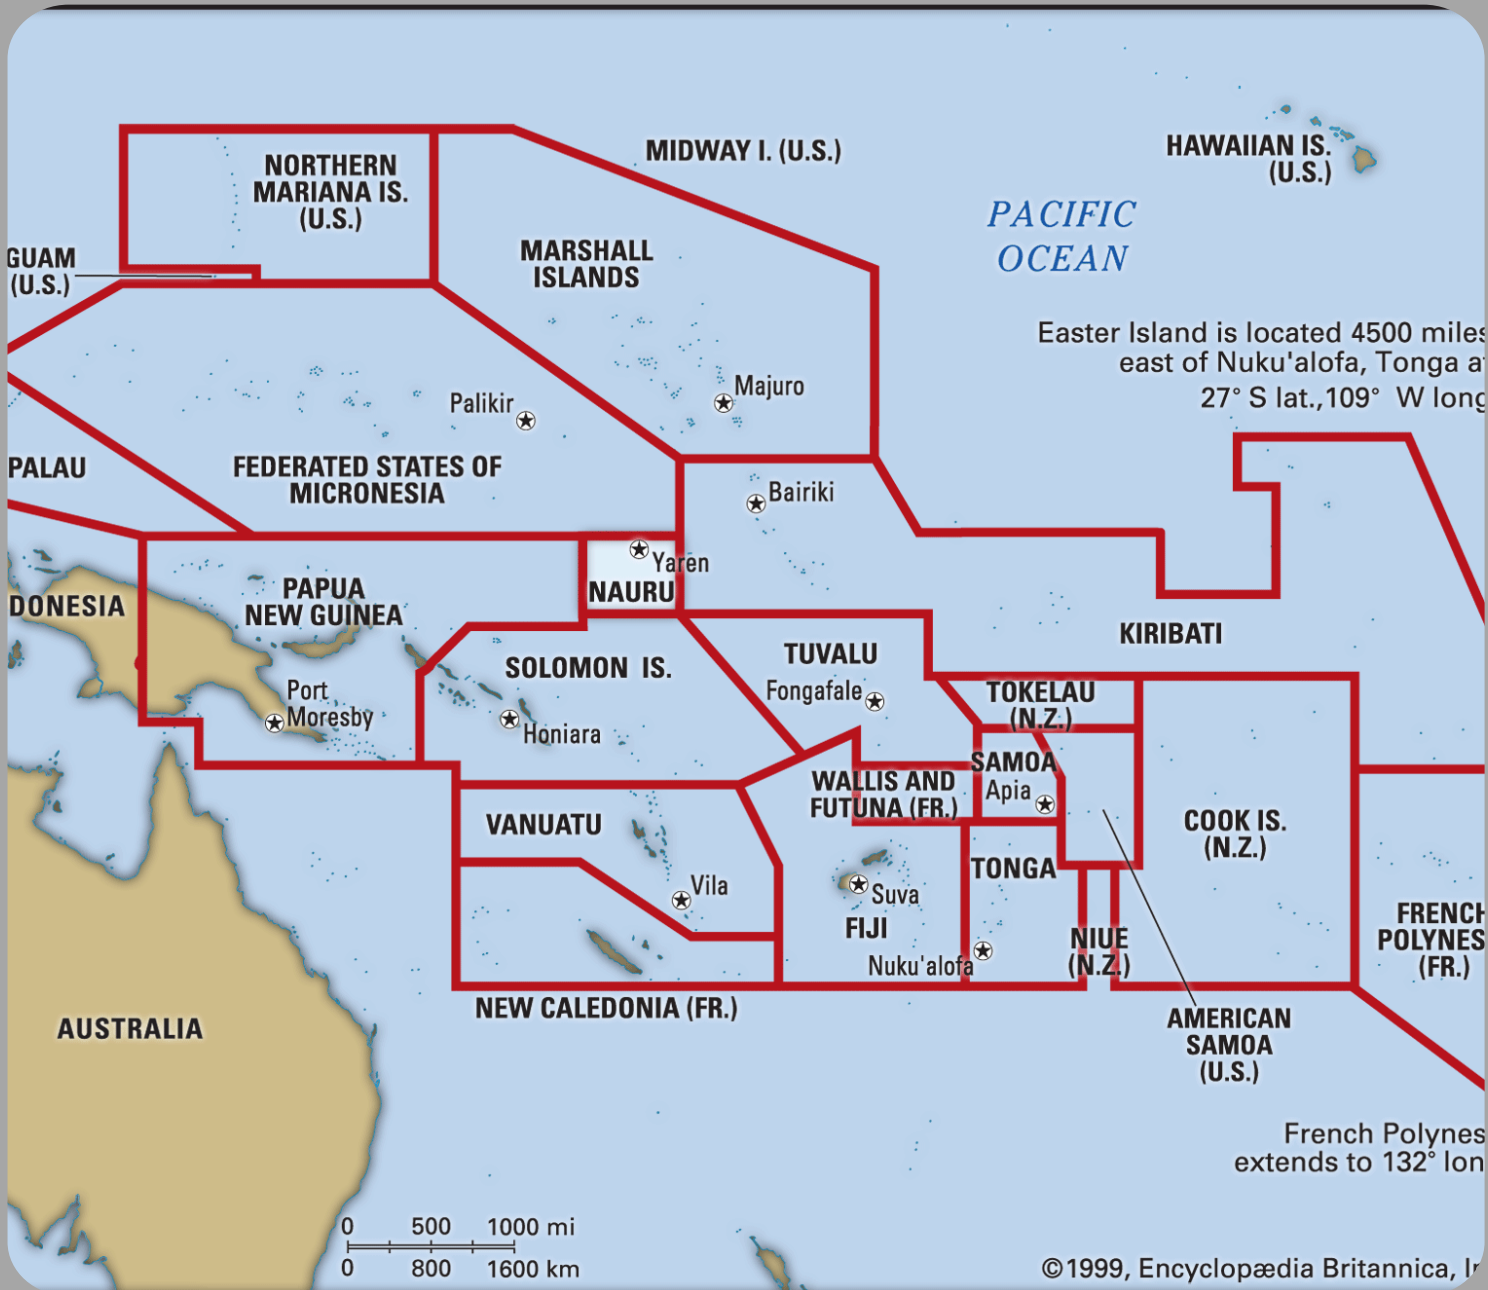 MIDWAY I. (U.S.)
HAWAIIAN IS.
(U.S.)
NORTHERN
MARIANA IS.
(U.S.)
PACIFIC
OCEAN
GUAM
(U.S.)
MARSHALL
ISLANDS
Easter Island is located 4500 miles
east of Nuku'alofa, Tonga at
27° S lat.,109° W long
Majuro
Palikir
PALAU
FEDERATED STATES OF
MICRONESIA
Bairiki
Yaren
NAURU
PAPUA
NEW GUINEA
DONESIA
KIRIBATI
SOLOMON IS.
TUVALU
Fongafale
TOKELAU
(N.Z.)
Port
Moresby
Honiara
SAMOA
Apia
WALLIS AND
FUTUNA (FR.)
VANUATU
COOK IS.
(N.Z.)
TONGA
Vila
Suva
FIJI
FRENCH
POLYNES
(FR.)
NIUE
(N.Z.)
Nuku'alofa
NEW CALEDONIA (FR.)
AUSTRALIA
AMERICAN
SAMOA
(U.S.)
French Polynes
extends to 132° lon
0 500 1000 mi
0 800 1600 km
©1999, Encyclopædia Britannica, In